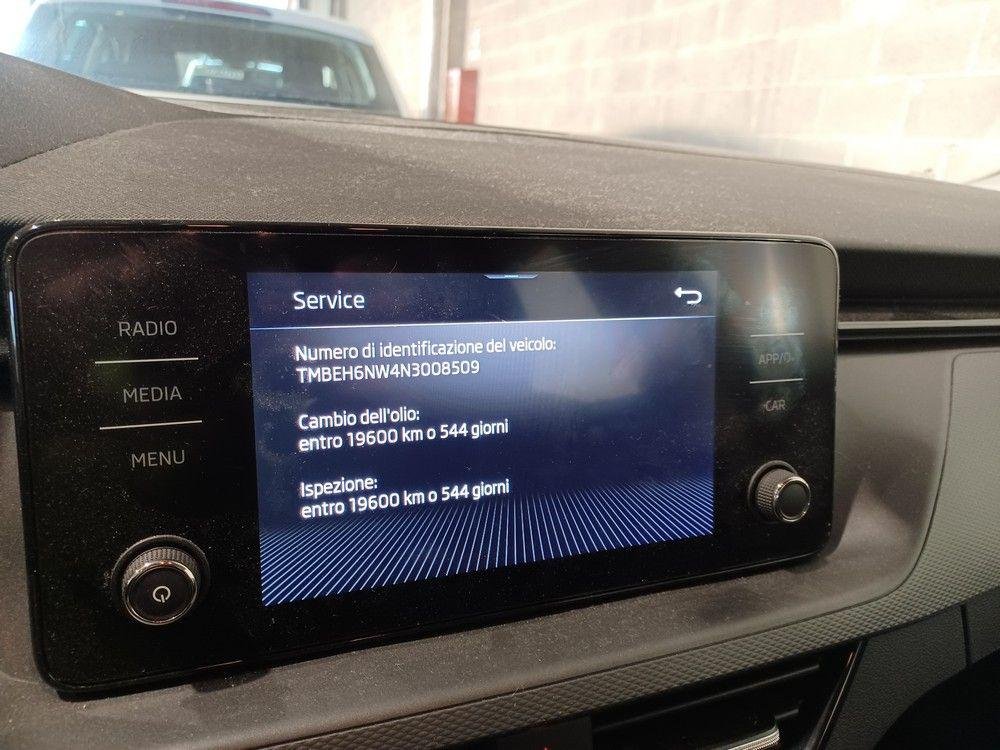 Service
RADIO
MEDIA
MENU
Numero di identificazione del veicolo:
TMBEH6NW4N3008509
Cambio dell'olio:
entro 19600 km o 544 giorni
Ispezione:
entro 19600 km o 544 giorni
CAR